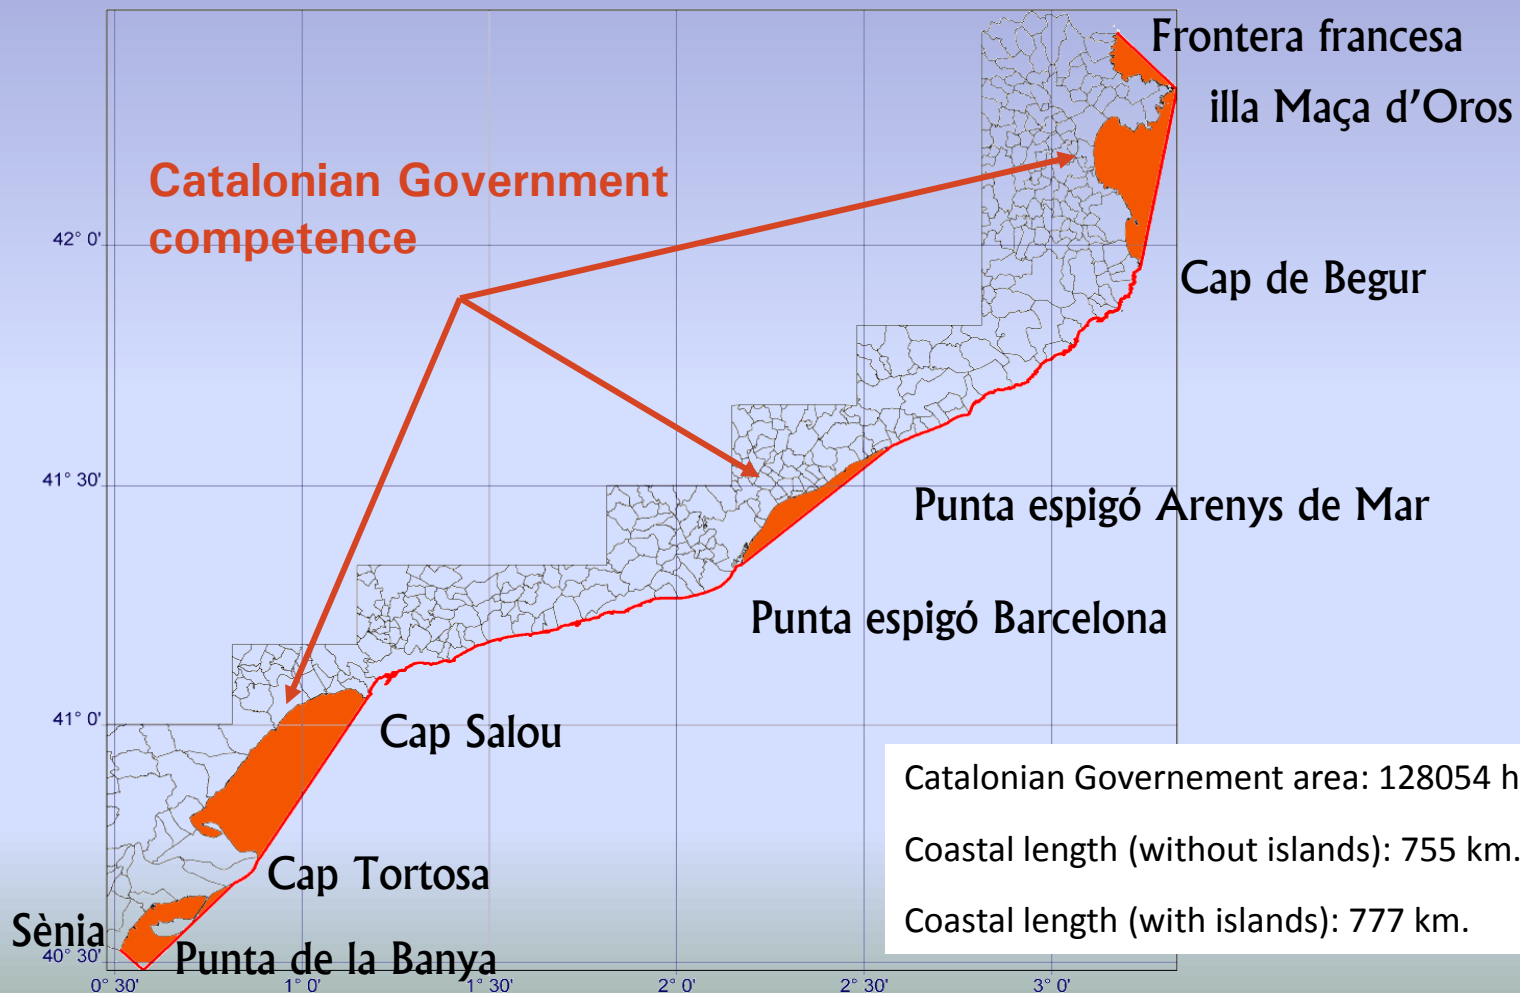 Frontera francesa
illa Maça d'Oros
Catalonian Government
competence
42° 0'
Cap de Begur
41° 30'
Punta espigó Arenys de Mar
Punta espigó Barcelona
41° 0'
Cap Salou
Catalonian Governement area: 128054 h
Coastal length (without islands): 755 km.
Cap Tortosa
Coastal length (with islands): 777 km.
Sènia
40° 30'
Punta de la Banya
0° 30' 1° 0' 1° 30' 2° 0' 2° 30' 3° 0'